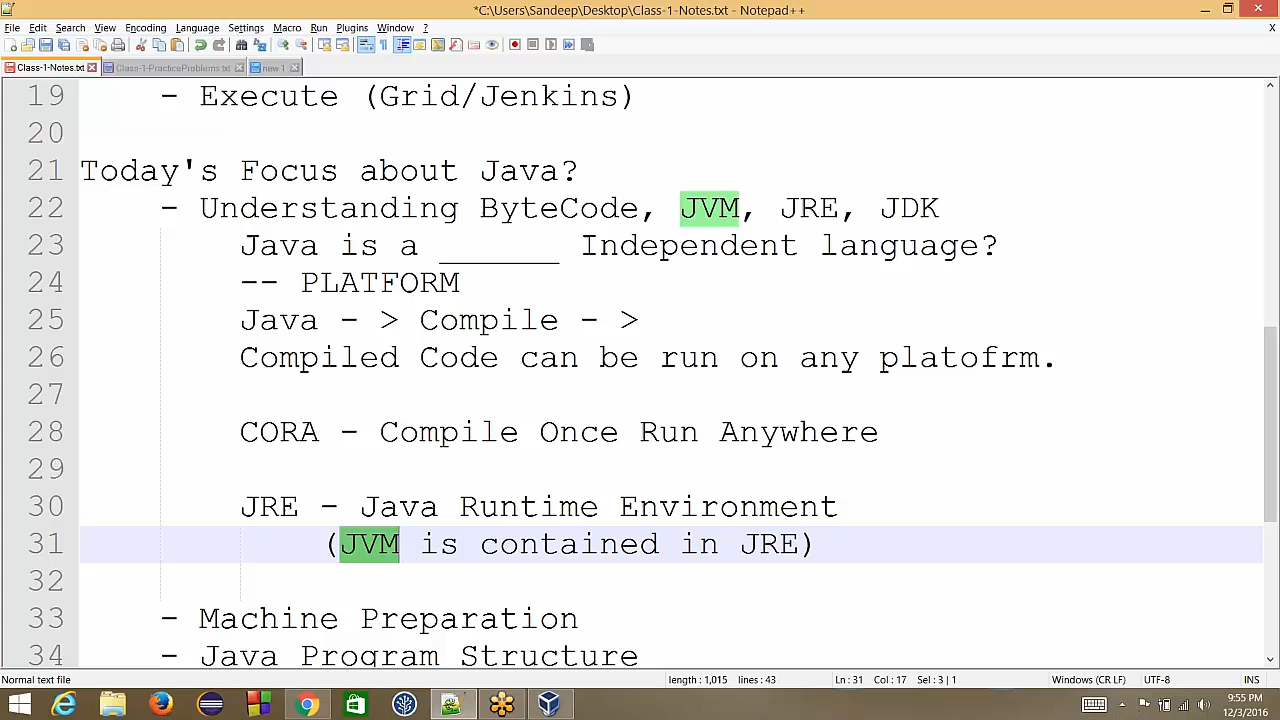 *C:\Users\Sandeep\Desktop\Class-1-Notes.txt - Notepad++
File Edit Search View Encoding Language Settings Macro Run Plugins Window ? X
Class-1-Notes.txt Class-1-PracticeProblems.txt new 1
19 - Execute (Grid/Jenkins)
20
21 Today's Focus about Java?
22 - Understanding ByteCode, JVM, JRE, JDK
23 Java is a ______ Independent language?
24 -- PLATFORM
25 Java - > Compile - >
26 Compiled Code can be run on any platofrm.
27
28 CORA - Compile Once Run Anywhere
29
30 JRE - Java Runtime Environment
31 (JVM is contained in JRE)
32
33 - Machine Preparation
34 - Java Program Structure
Normal text file length : 1,015 lines : 43 Ln : 31 Col : 17 Sel : 3 | 1 Windows (CR LF) UTF-8 INS
9:55 PM
12/3/2016